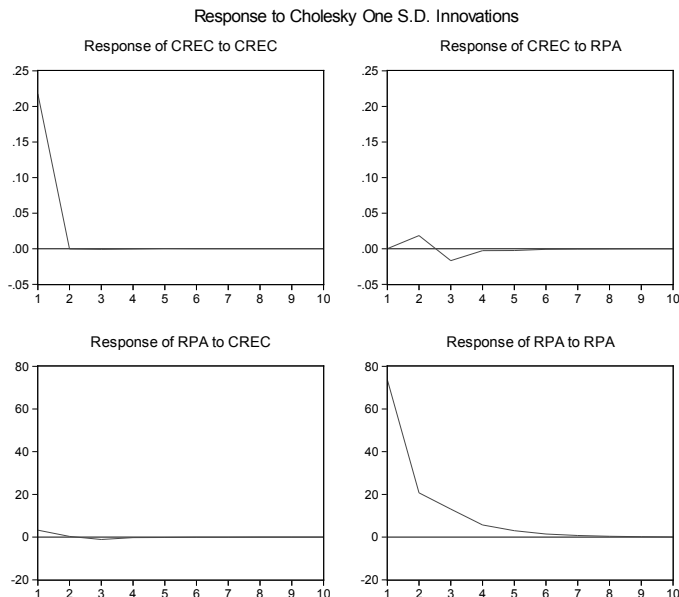 Response to Cholesky One S.D. Innovations
Response of CREC to CREC
.25
.20
.15
.10
.05
.00
-.05
1 2 3 4 5 6 7 8 9 10
Response of CREC to RPA
.25
.20
.15
.10
.05
.00
-.05
1 2 3 4 5 6 7 8 9 10
Response of RPA to CREC
80
60
40
20
0
-20
1 2 3 4 5 6 7 8 9 10
Response of RPA to RPA
80
60
40
20
0
-20
1 2 3 4 5 6 7 8 9 10